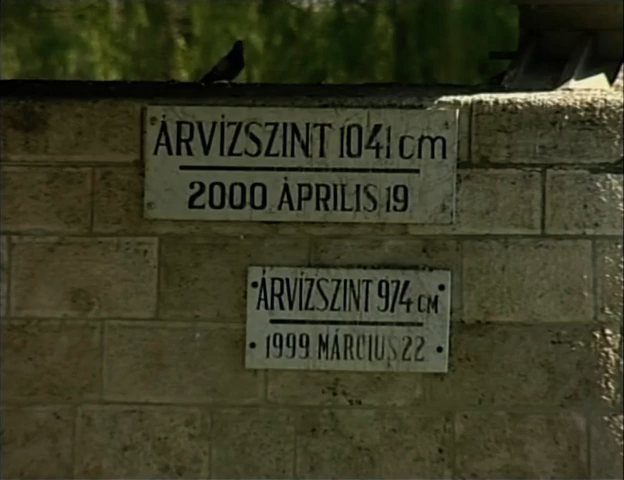 ÁRVÍZSZINT 1041 cm
2000 ÁPRILIS 19
ÁRVÍZSZINT 974 CM
1999 MÁRCIUS 22